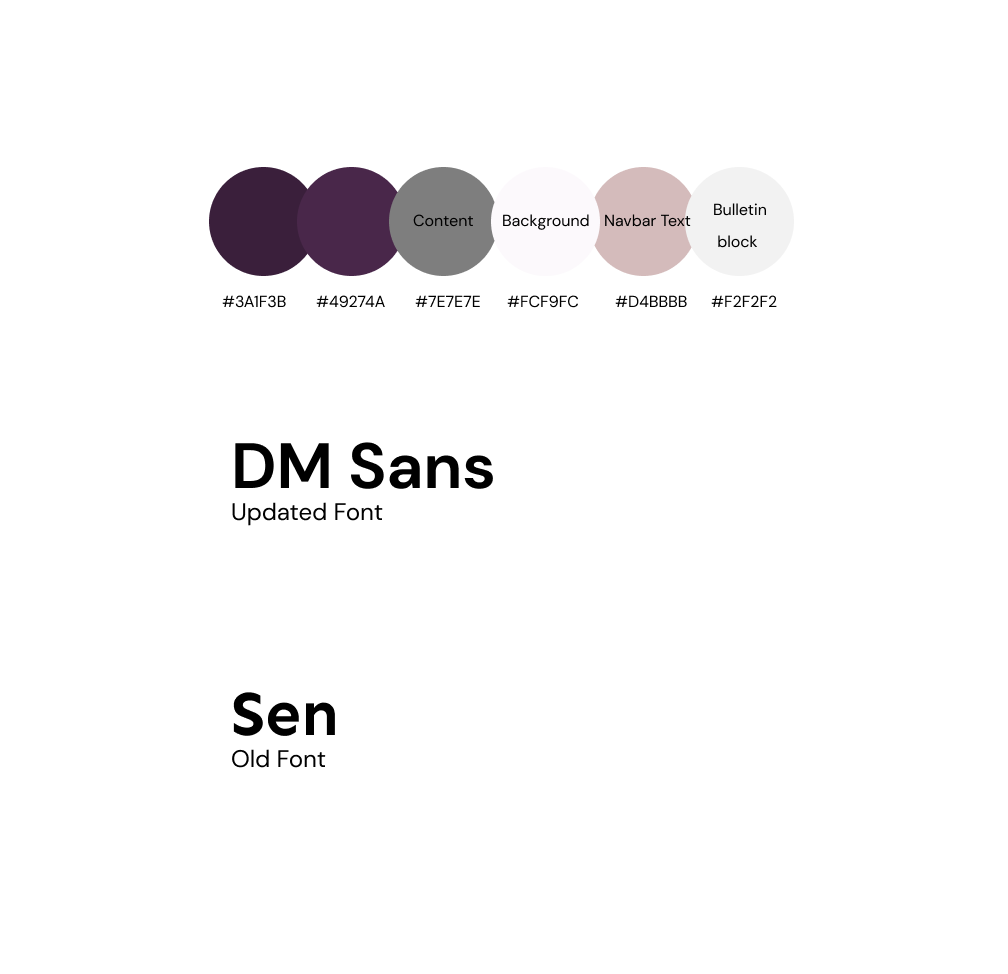 Content
Background
Navbar Text
Bulletin
block
#3A1F3B
#49274A
#7E7E7E
#FCF9FC
#D4BBBB
#F2F2F2
DM Sans
Updated Font
Sen
Old Font